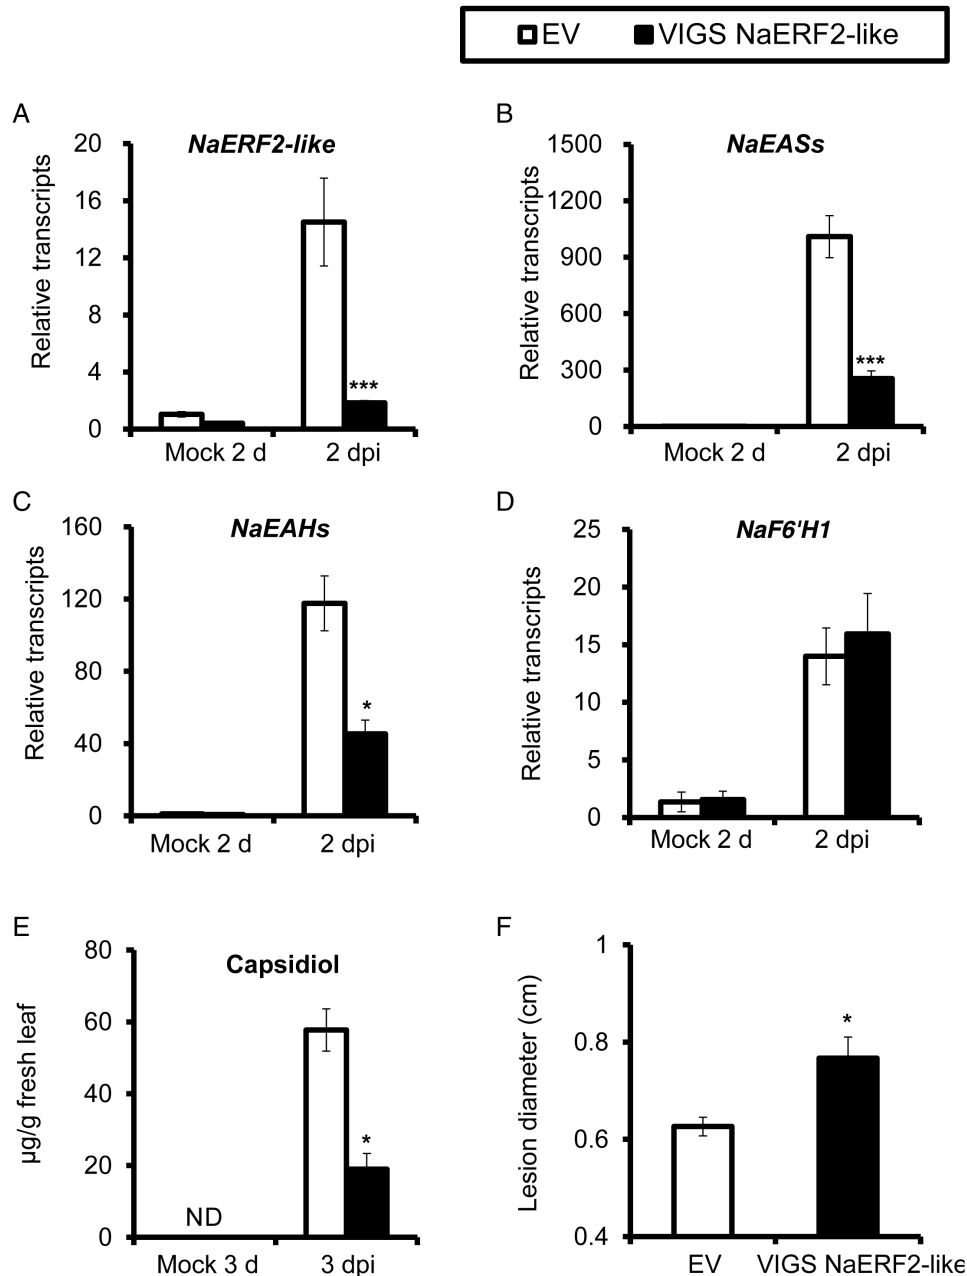 EV VIGS NaERF2-like
A
NaERF2-like
Relative transcripts
20
16
12
8
4
0
***
Mock 2 d 2 dpi
B
NaEASs
Relative transcripts
1500
1200
900
600
300
0
***
Mock 2 d 2 dpi
C
NaEAHs
Relative transcripts
160
120
80
40
0
*
Mock 2 d 2 dpi
D
NaF6'H1
Relative transcripts
25
20
15
10
5
0
Mock 2 d 2 dpi
E
Capsidiol
µg/g fresh leaf
80
60
40
20
0
ND
*
Mock 3 d 3 dpi
F
Lesion diameter (cm)
1
0.8
0.6
0.4
*
EV VIGS NaERF2-like